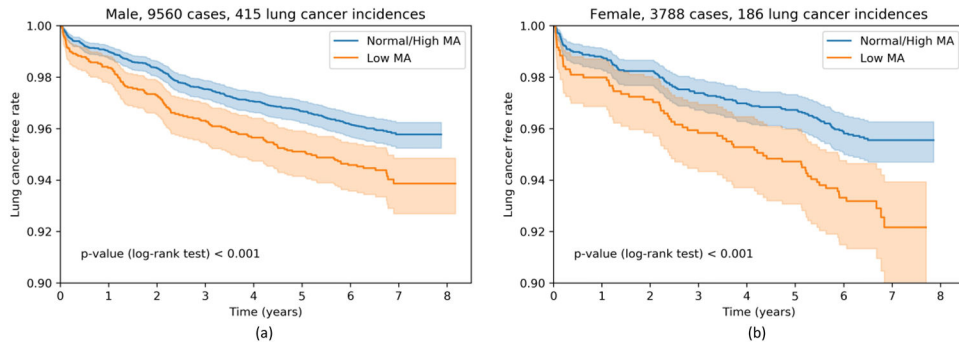 Male, 9560 cases, 415 lung cancer incidences
1.00
0.98
0.96
0.94
0.92
0.90
Lung cancer free rate
Normal/High MA
Low MA
p-value (log-rank test) < 0.001
0 1 2 3 4 5 6 7 8
Time (years)
(a)
Female, 3788 cases, 186 lung cancer incidences
1.00
0.98
0.96
0.94
0.92
0.90
Lung cancer free rate
Normal/High MA
Low MA
p-value (log-rank test) < 0.001
0 1 2 3 4 5 6 7 8
Time (years)
(b)